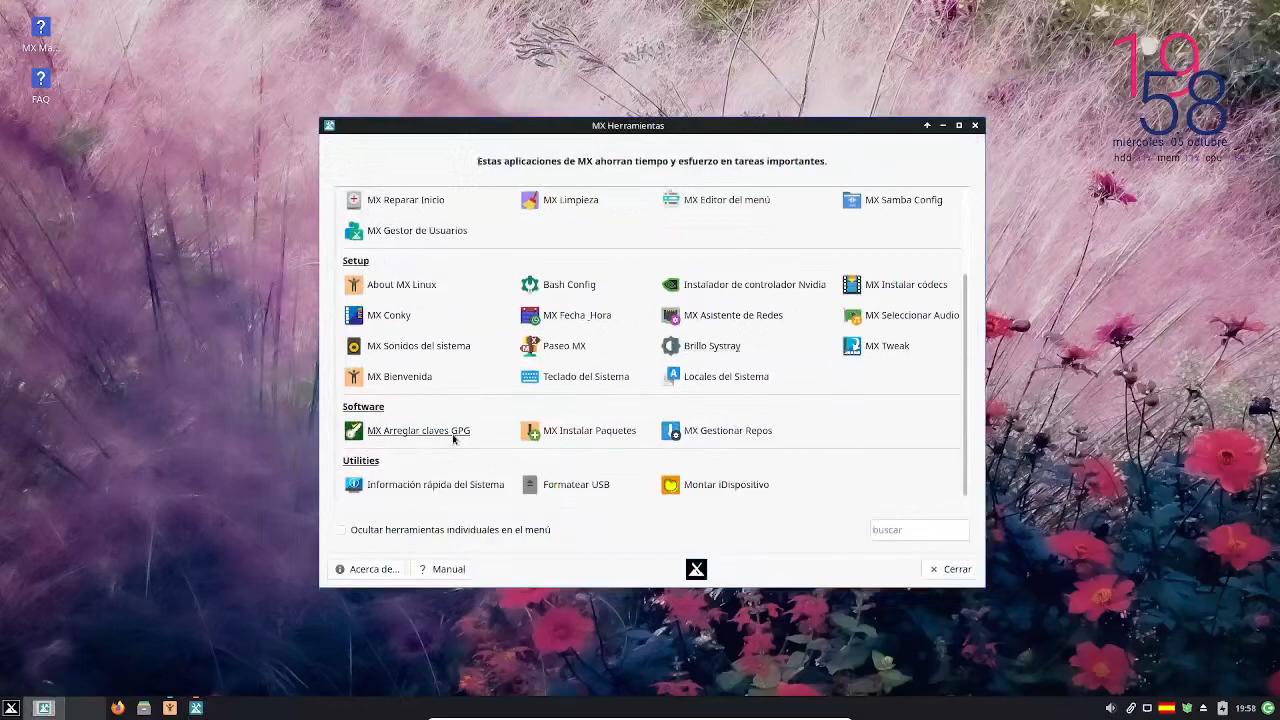 MX Ma...
FAQ
19
58
miércoles 05 octubre
hdd mem cpu
MX Herramientas
Estas aplicaciones de MX ahorran tiempo y esfuerzo en tareas importantes.
MX Reparar Inicio MX Limpieza MX Editor del menú MX Samba Config
MX Gestor de Usuarios
Setup
About MX Linux Bash Config Instalador de controlador Nvidia MX Instalar códecs
MX Conky MX Fecha_Hora MX Asistente de Redes MX Seleccionar Audio
MX Sonidos del sistema Paseo MX Brillo Systray MX Tweak
MX Bienvenida Teclado del Sistema Locales del Sistema
Software
MX Arreglar claves GPG MX Instalar Paquetes MX Gestionar Repos
Utilities
Información rápida del Sistema Formatear USB Montar iDispositivo
Ocultar herramientas individuales en el menú buscar
Acerca de... ? Manual Cerrar
19:58